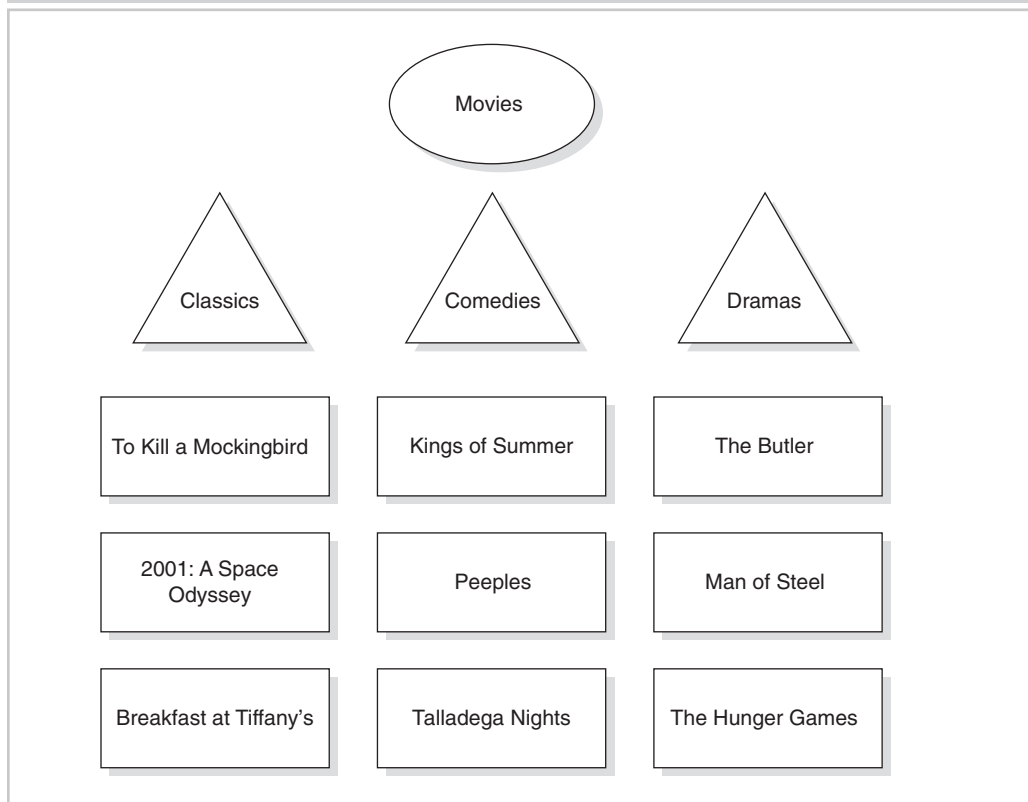 Movies
Classics
Comedies
Dramas
To Kill a Mockingbird
Kings of Summer
The Butler
2001: A Space
Odyssey
Peeples
Man of Steel
Breakfast at Tiffany's
Talladega Nights
The Hunger Games